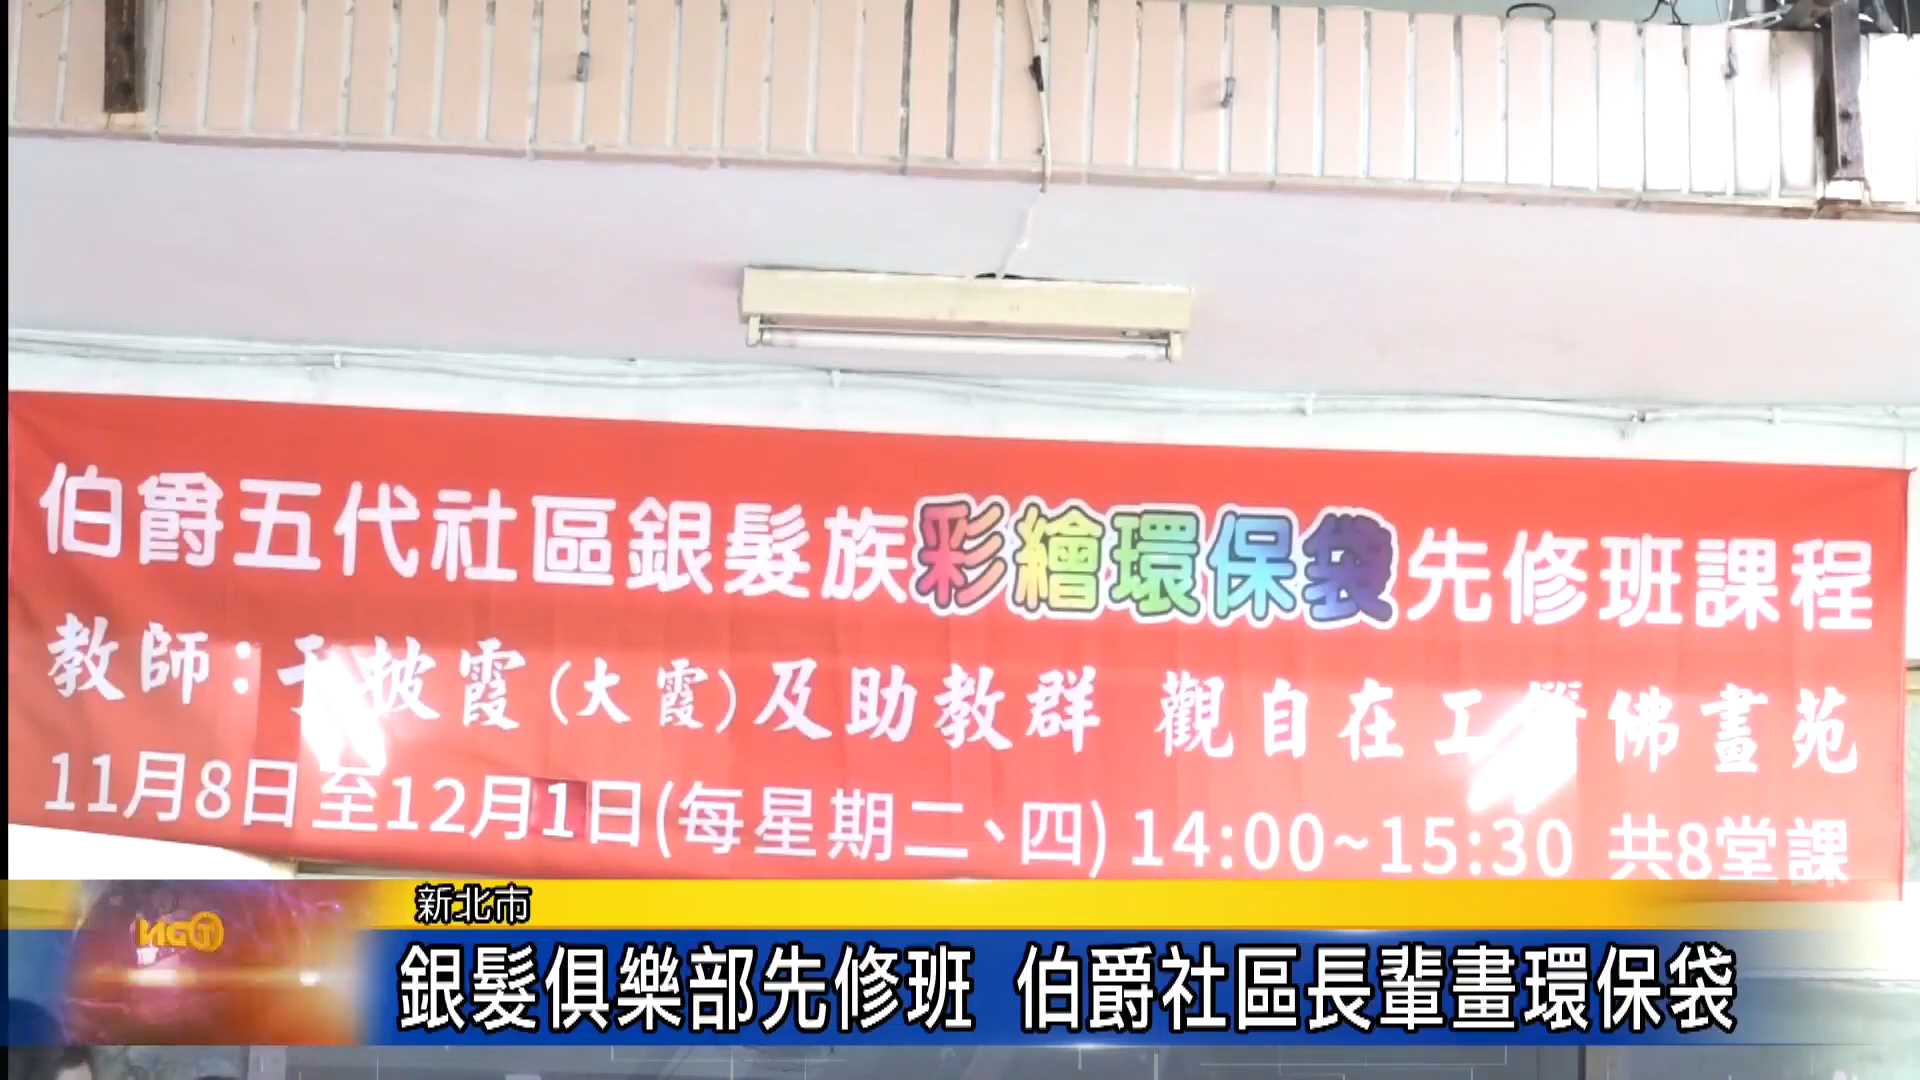 伯爵五代社區銀髮族彩繪環保袋先修班課程
教師:于披霞(大霞)及助教群 觀自在工 佛畫苑
11月8日至12月1日(每星期二、四) 14:00~15:30 共8堂課
新北市
銀髮俱樂部先修班 伯爵社區長輩畫環保袋